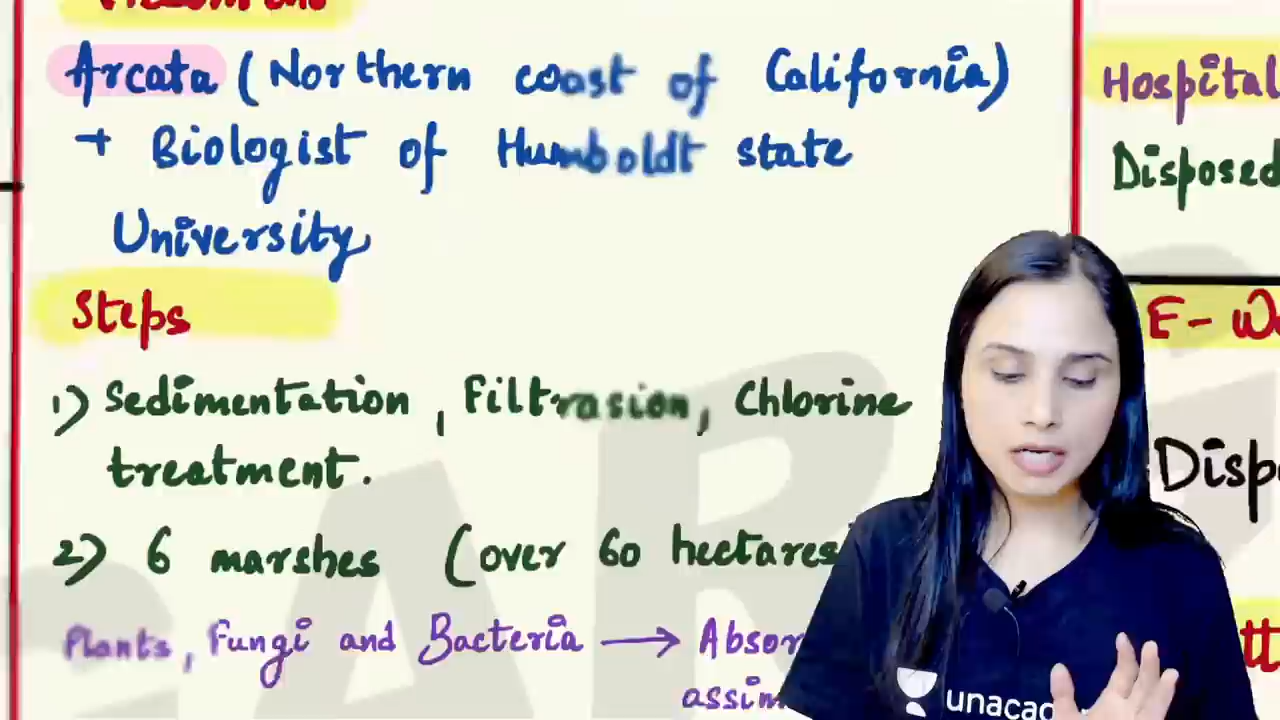 Arcata (Northern coast of California)
+ Biologist of Humboldt state
University
Steps
1) Sedimentation, Filtrasion, Chlorine
treatment.
2) 6 marshes (over 60 hectares
Plants, Fungi and Bacteria → Absor
assim
Hospital
Disposed
E-
Disp
unacad